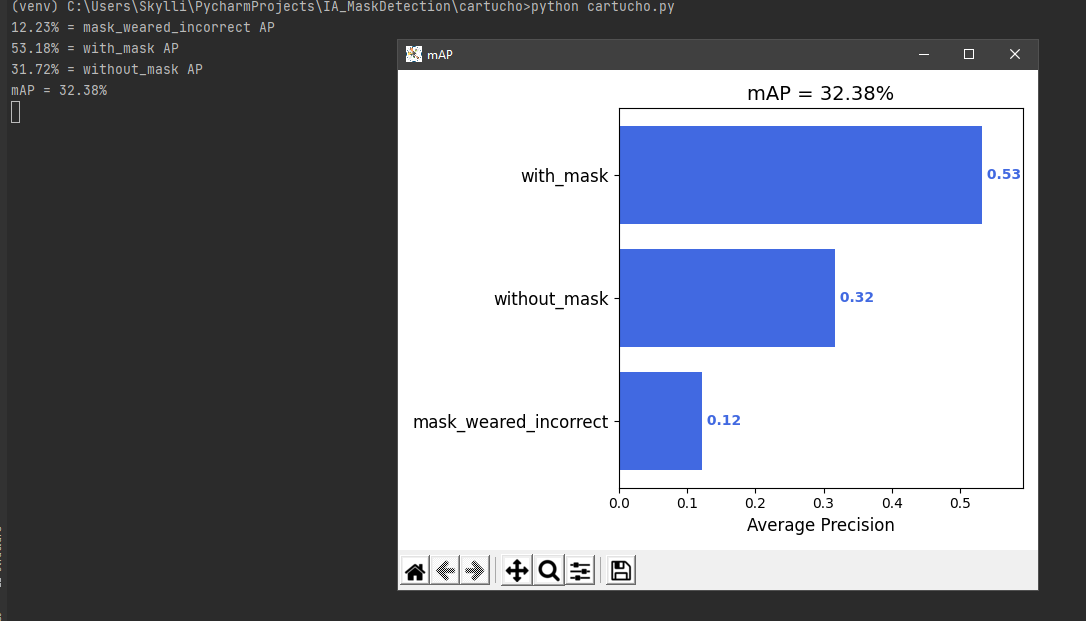 (venv) C:\Users\Skylli\PycharmProjects\IA_MaskDetection\cartucho>python cartucho.py
12.23% = mask_weared_incorrect AP
53.18% = with_mask AP
31.72% = without_mask AP
mAP = 32.38%
mAP
mAP = 32.38%
with_mask
0.53
without_mask
0.32
mask_weared_incorrect
0.12
0.0 0.1 0.2 0.3 0.4 0.5
Average Precision